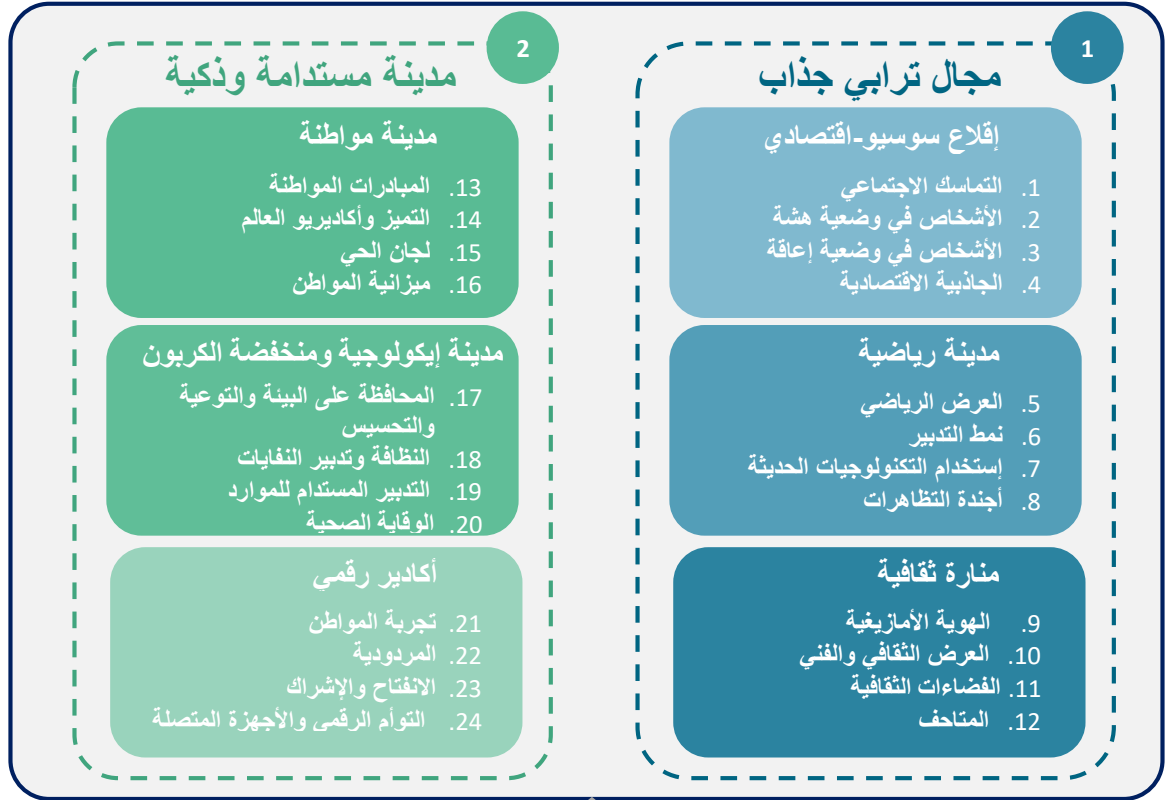 1
مجال ترابي جذاب
إقلاع سوسيو-اقتصادي
1. التماسك الاجتماعي
2. الأشخاص في وضعية هشة
3. الأشخاص في وضعية إعاقة
4. الجاذبية الاقتصادية
مدينة رياضية
5. العرض الرياضي
6. نمط التدبير
7. إستخدام التكنولوجيات الحديثة
8. أجندة التظاهرات
منارة ثقافية
9. الهوية الأمازيغية
10. العرض الثقافي والفني
11. الفضاءات الثقافية
12. المتاحف
2
مدينة مستدامة وذكية
مدينة مواطنة
13. المبادرات المواطنة
14. التميز وأكاديريو العالم
15. لجان الحي
16. ميزانية المواطن
مدينة إيكولوجية ومنخفضة الكربون
17. المحافظة على البيئة والتوعية
والتحسيس
18. النظافة وتدبير النفايات
19. التدبير المستدام للموارد
20. الوقاية الصحية
أكادير رقمي
21. تجربة المواطن
22. المردودية
23. الانفتاح والإشراك
24. التوأم الرقمي والأجهزة المتصلة